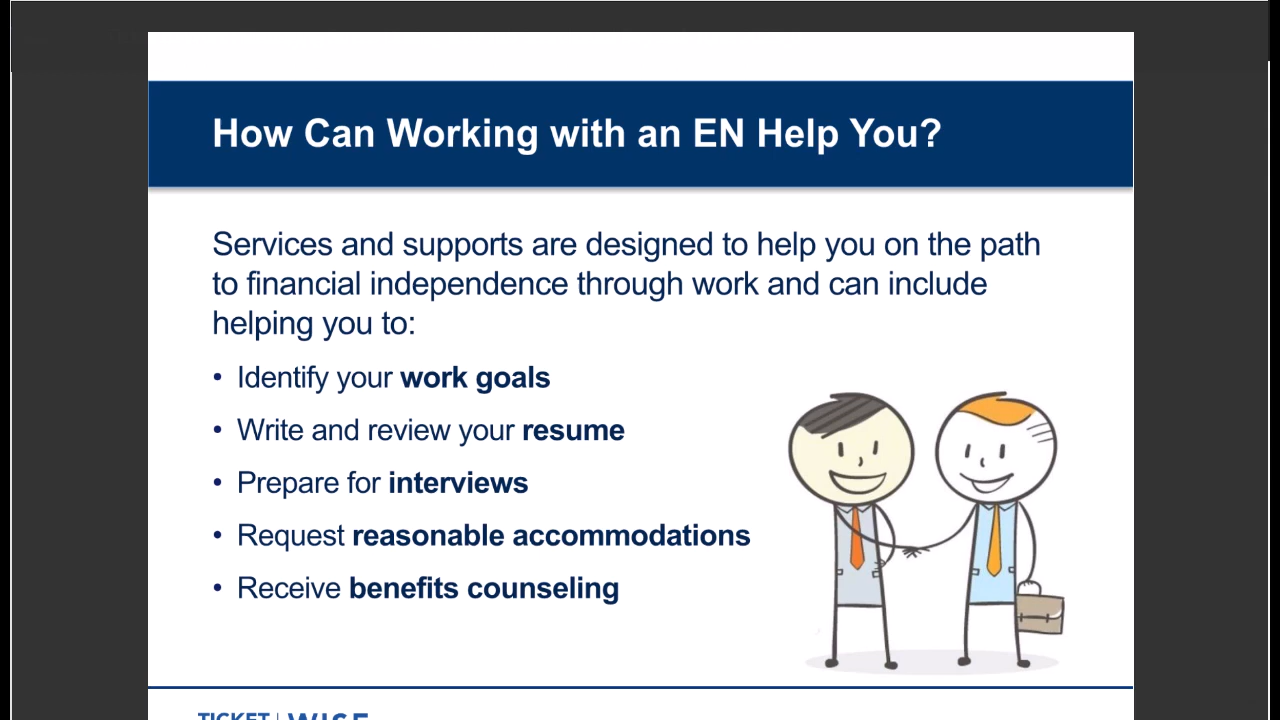 How Can Working with an EN Help You?
Services and supports are designed to help you on the path
to financial independence through work and can include
helping you to:
• Identify your work goals
• Write and review your resume
• Prepare for interviews
• Request reasonable accommodations
• Receive benefits counseling
TICKET | WISE